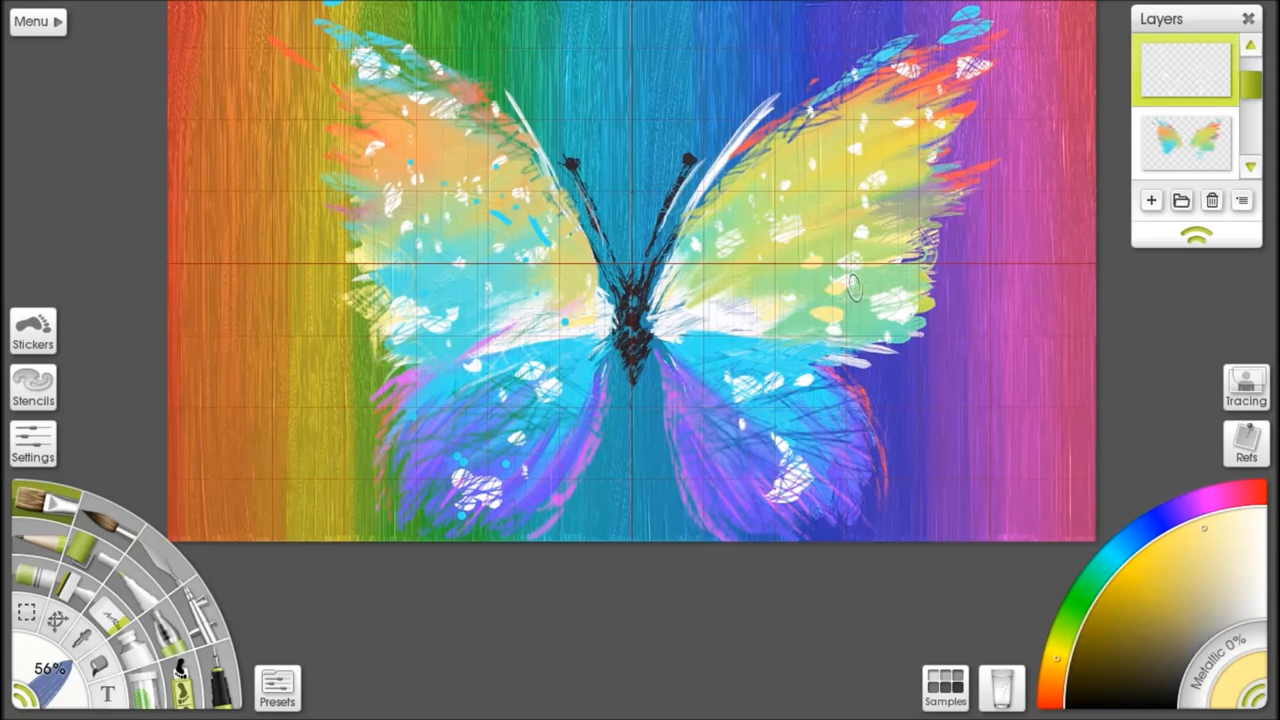 Menu
Layers
Stickers
Stencils
Settings
Tracing
Refs
56%
T
Presets
Samples
Metallic 0%